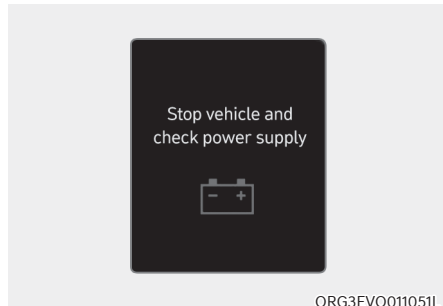 Stop vehicle and
check power supply
- +
ORG3EVQ011051L